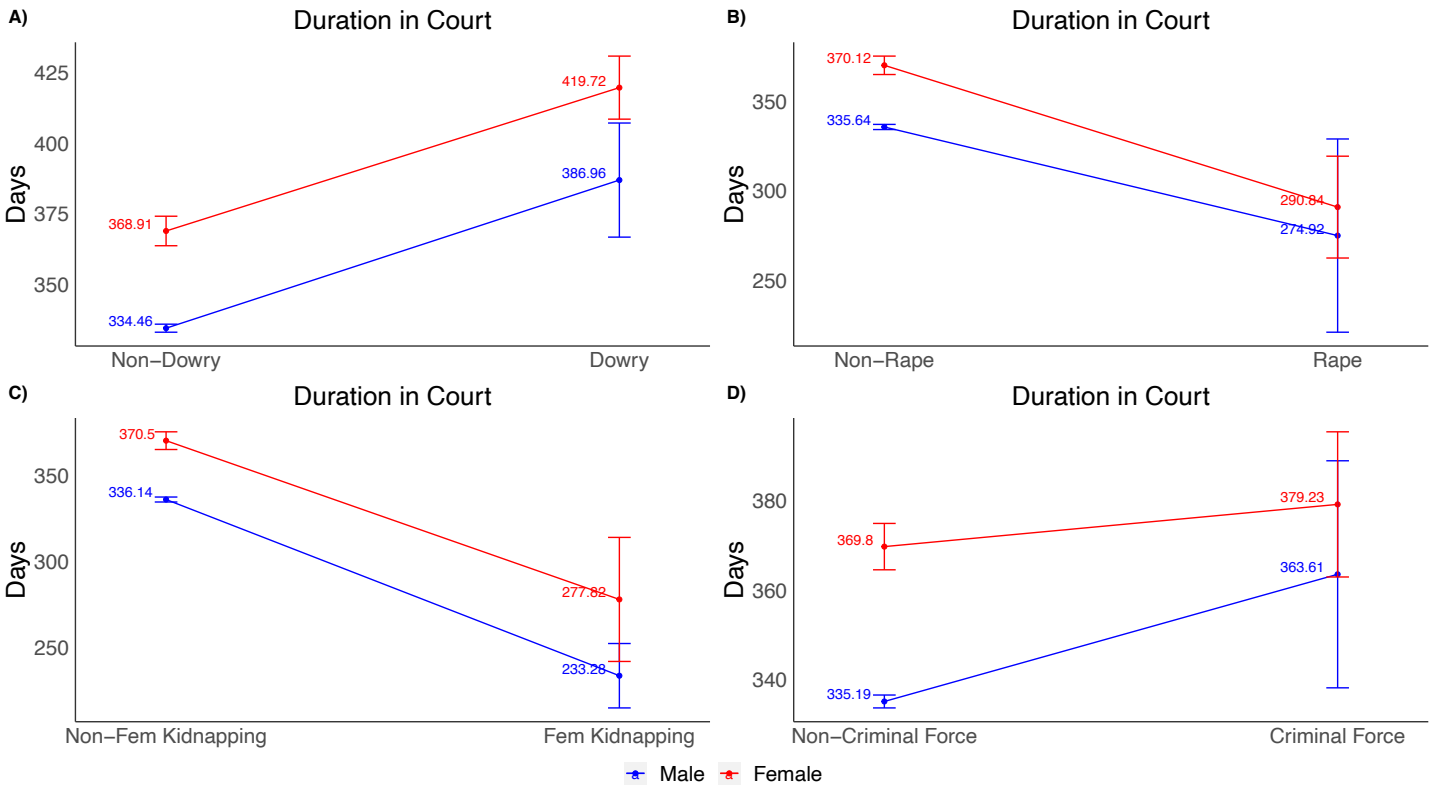 A)
Duration in Court
Days
425
400
375
350
368.91
334.46
419.72
386.96
Non−Dowry
Dowry
B)
Duration in Court
Days
350
300
250
370.12
335.64
290.84
274.92
Non−Rape
Rape
C)
Duration in Court
Days
350
300
250
370.5
336.14
277.82
233.28
Non−Fem Kidnapping
Fem Kidnapping
D)
Duration in Court
Days
380
360
340
369.8
335.19
379.23
363.61
Non−Criminal Force
Criminal Force
a Male a Female